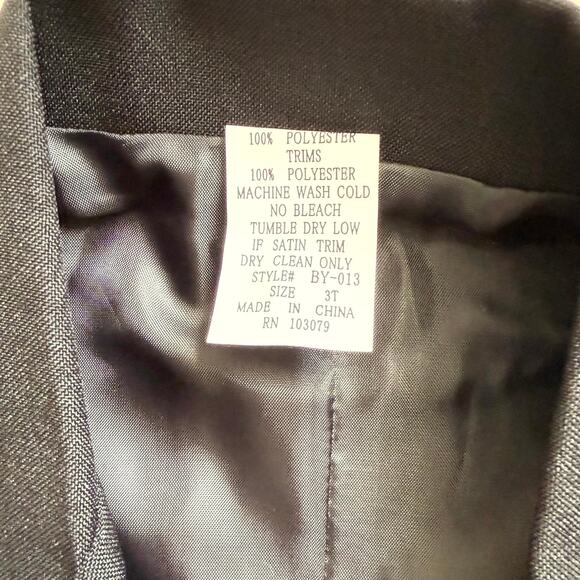 100% POLYESTER
TRIMS
100% POLYESTER
MACHINE WASH COLD
NO BLEACH
TUMBLE DRY LOW
IF SATIN TRIM
DRY CLEAN ONLY
STYLE# BY-013
SIZE 3T
MADE IN CHINA
RN 103079